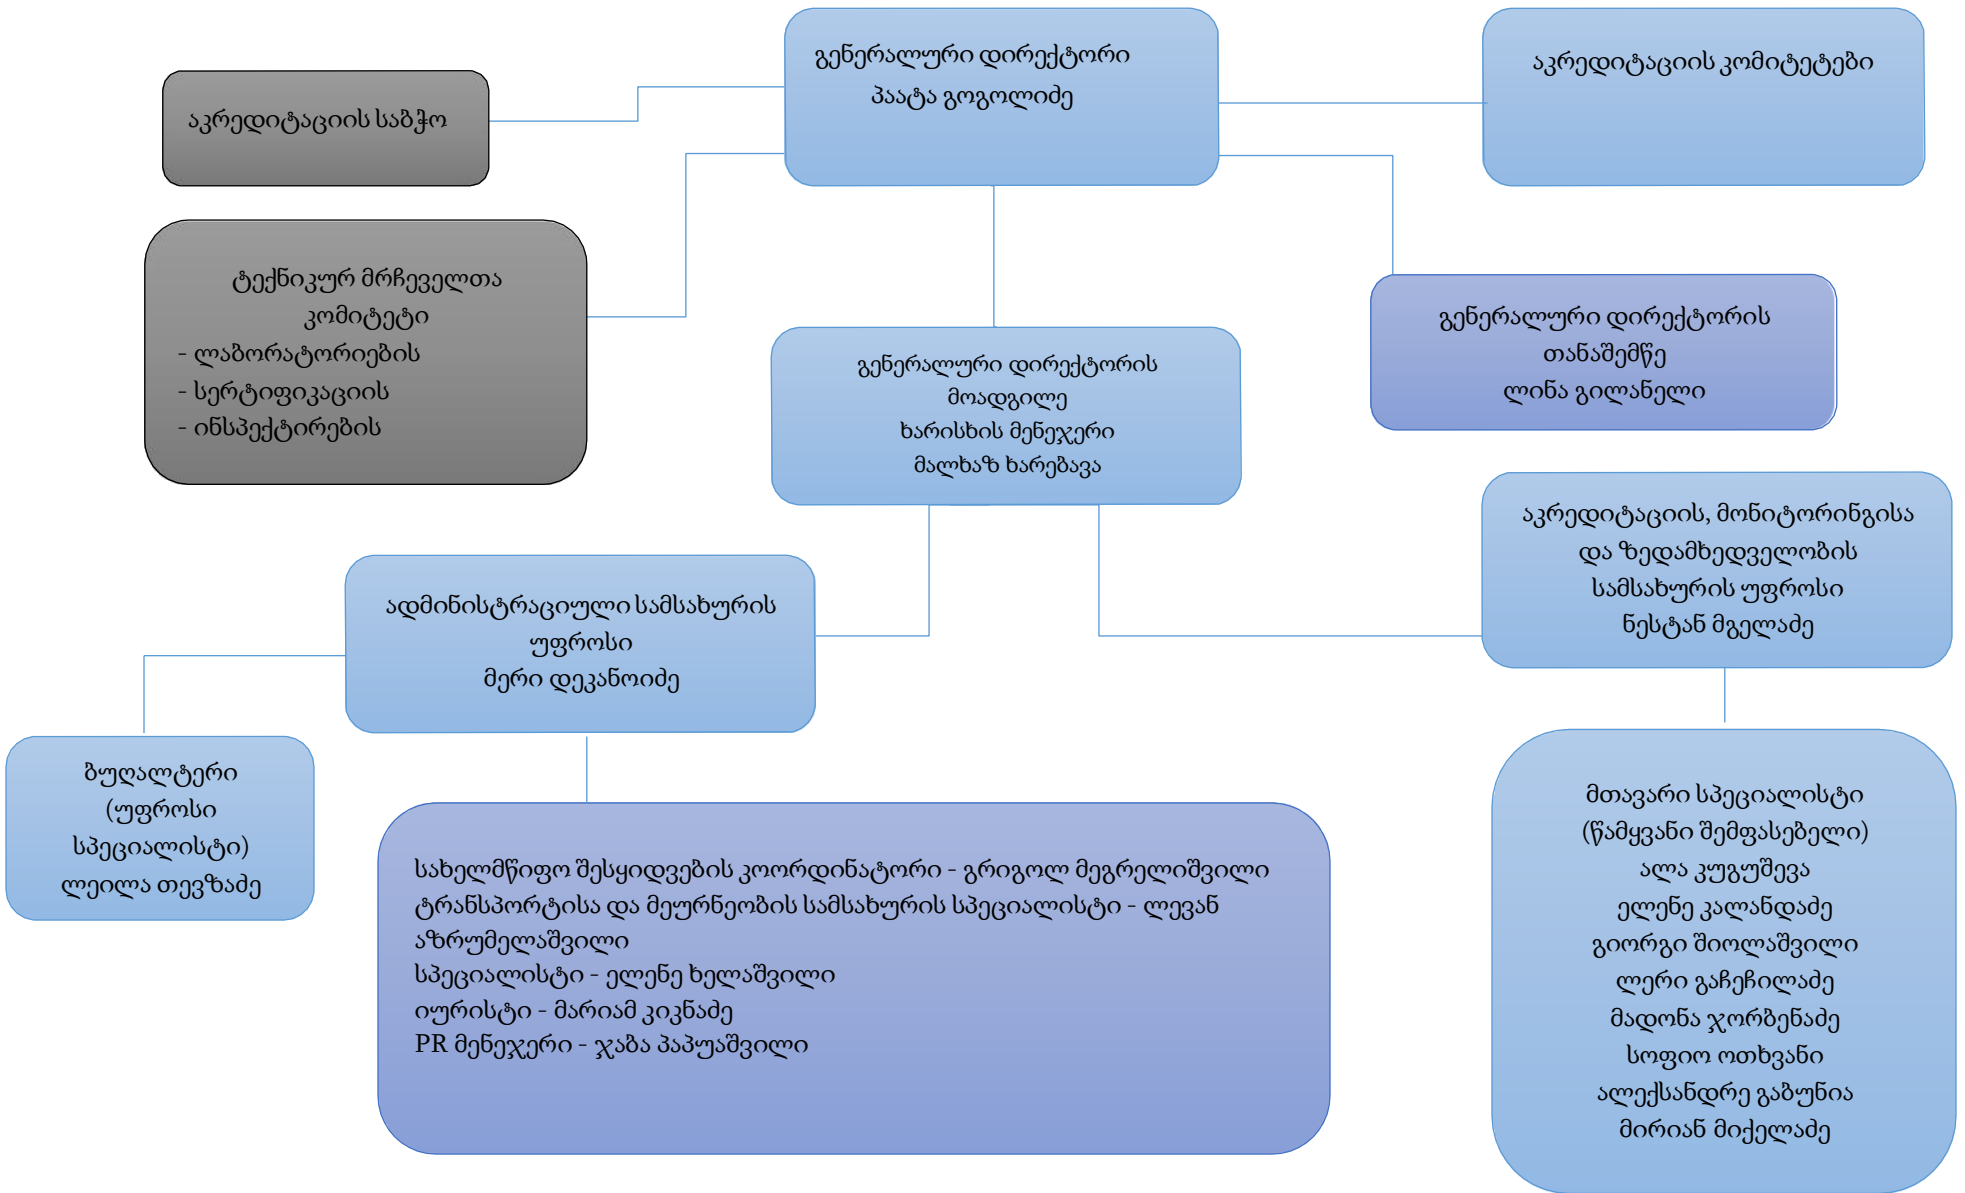 გენერალური დირექტორი
პაატა გოგოლიძე
აკრედიტაციის კომიტეტები
აკრედიტაციის საბჭო
ტექნიკურ მრჩეველთა
კომიტეტი
- ლაბორატორიების
- სერტიფიკაციის
- ინსპექტირების
გენერალური დირექტორის
თანაშემწე
ლინა გილანელი
გენერალური დირექტორის
მოადგილე
ხარისხის მენეჯერი
მალხაზ ხარებავა
აკრედიტაციის, მონიტორინგისა
და ზედამხედველობის
სამსახურის უფროსი
ნესტან მგელაძე
ადმინისტრაციული სამსახურის
უფროსი
მერი დეკანოიძე
ბუღალტერი
(უფროსი
სპეციალისტი)
ლეილა თევზაძე
სახელმწიფო შესყიდვების კოორდინატორი - გრიგოლ მეგრელიშვილი
ტრანსპორტისა და მეურნეობის სამსახურის სპეციალისტი - ლევან
აზრუმელაშვილი
სპეციალისტი - ელენე ხელაშვილი
იურისტი - მარიამ კიკნაძე
PR მენეჯერი - ჯაბა პაპუაშვილი
მთავარი სპეციალისტი
(წამყვანი შემფასებელი)
ალა კუგუშევა
ელენე კალანდაძე
გიორგი შიოლაშვილი
ლერი გაჩეჩილაძე
მადონა ჯორბენაძე
სოფიო ოთხვანი
ალექსანდრე გაბუნია
მირიან მიქელაძე